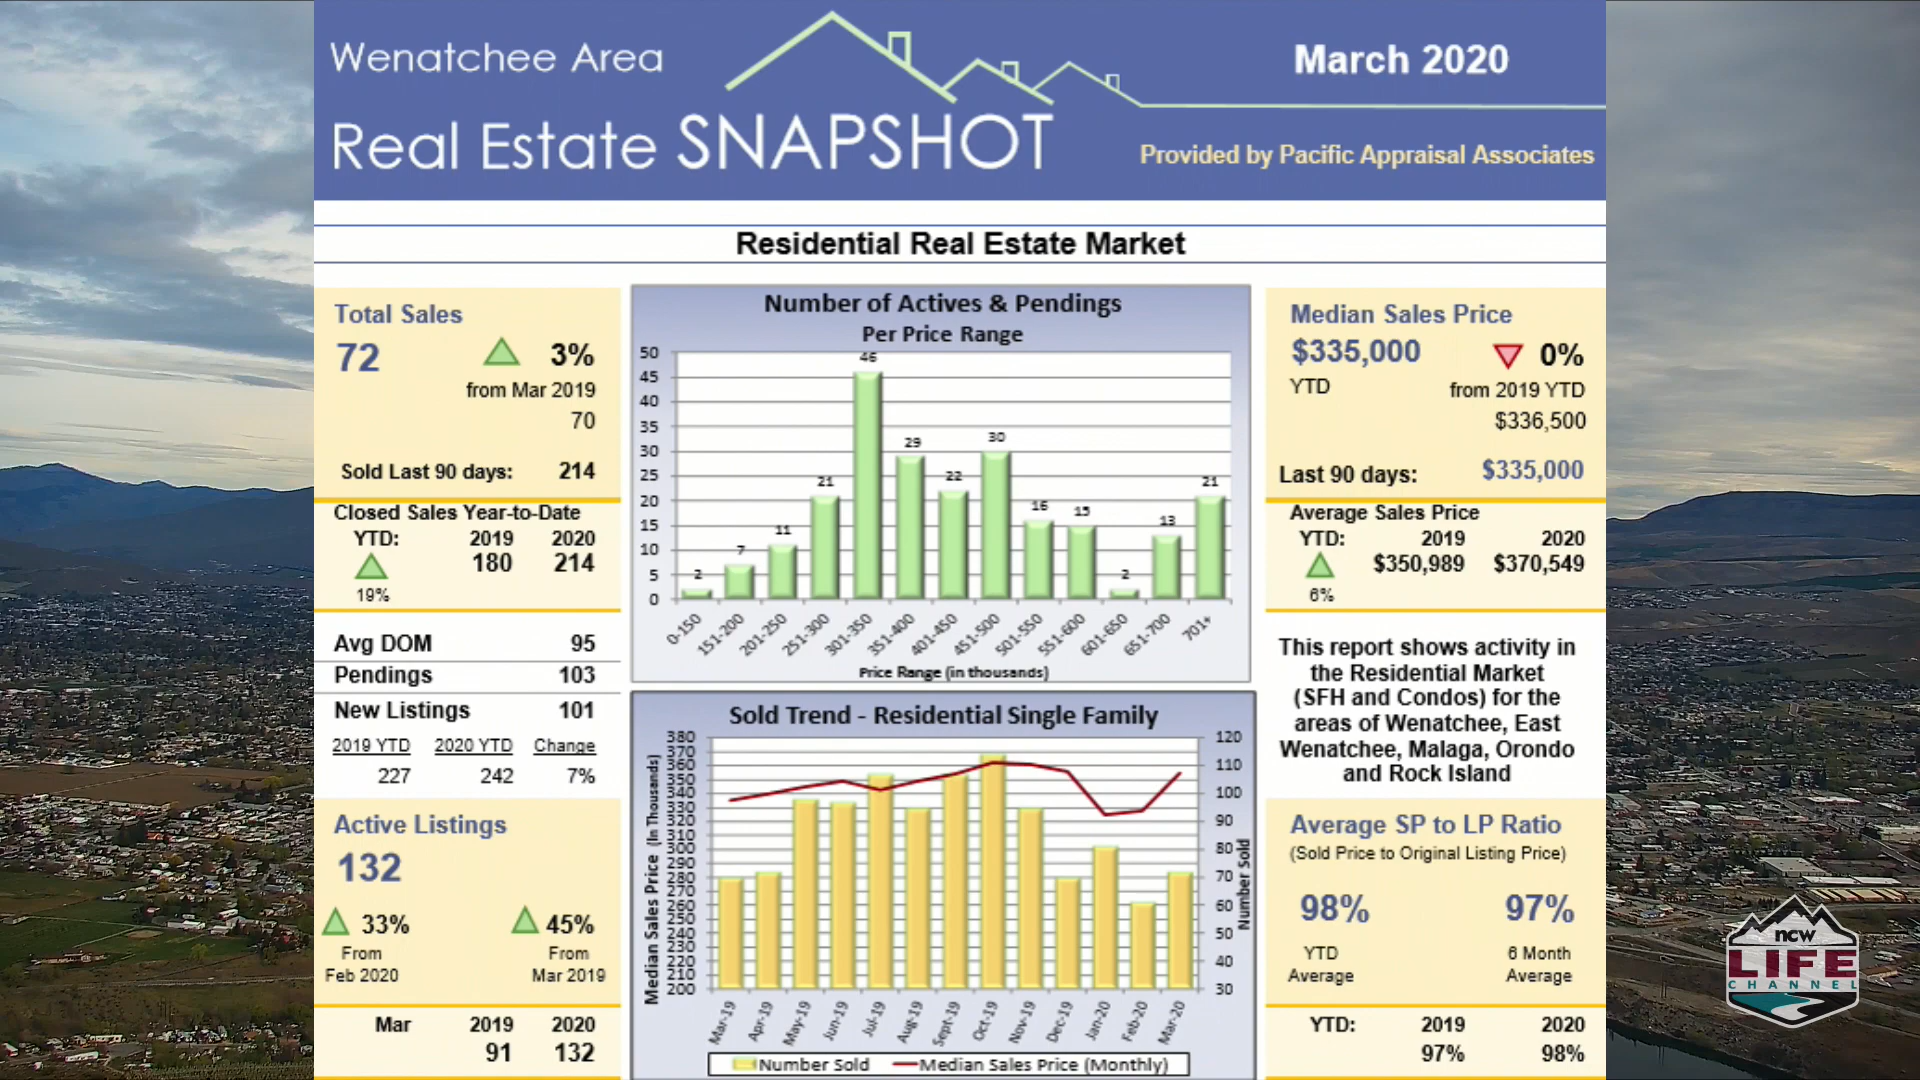 Wenatchee Area
Real Estate SNAPSHOT
March 2020
Provided by Pacific Appraisal Associates
Residential Real Estate Market
Total Sales
72 3%
from Mar 2019
70
Sold Last 90 days: 214
Closed Sales Year-to-Date
YTD: 2019 2020
180 214
19%
Avg DOM 95
Pendings 103
New Listings 101
2019 YTD 2020 YTD Change
227 242 7%
Active Listings
132
33% 45%
From From
Feb 2020 Mar 2019
Mar 2019 2020
91 132
Number of Actives & Pendings
Per Price Range
50
45
40
35
30
25
20
15
10
5
0
2 7 11 21 46 29 22 30 16 15 2 13 21
0-150 151-200 201-250 251-300 301-350 351-400 401-450 451-500 501-550 551-600 601-650 651-700 701+
Price Range (in thousands)
Sold Trend - Residential Single Family
Median Sales Price (In Thousands)
380
370
360
350
340
330
320
310
300
290
280
270
260
250
240
230
220
210
200
120
110
100
90
80
70
60
50
40
30
Number Sold
Mar-19 Apr-19 May-19 Jun-19 Jul-19 Aug-19 Sept-19 Oct-19 Nov-19 Dec-19 Jan-20 Feb-20 Mar-20
Number Sold Median Sales Price (Monthly)
Median Sales Price
$335,000 0%
YTD from 2019 YTD
$336,500
Last 90 days: $335,000
Average Sales Price
YTD: 2019 2020
$350,989 $370,549
6%
This report shows activity in
the Residential Market
(SFH and Condos) for the
areas of Wenatchee, East
Wenatchee, Malaga, Orondo
and Rock Island
Average SP to LP Ratio
(Sold Price to Original Listing Price)
98% 97%
YTD 6 Month
Average Average
YTD: 2019 2020
97% 98%
ncw
LIFE
CHANNEL